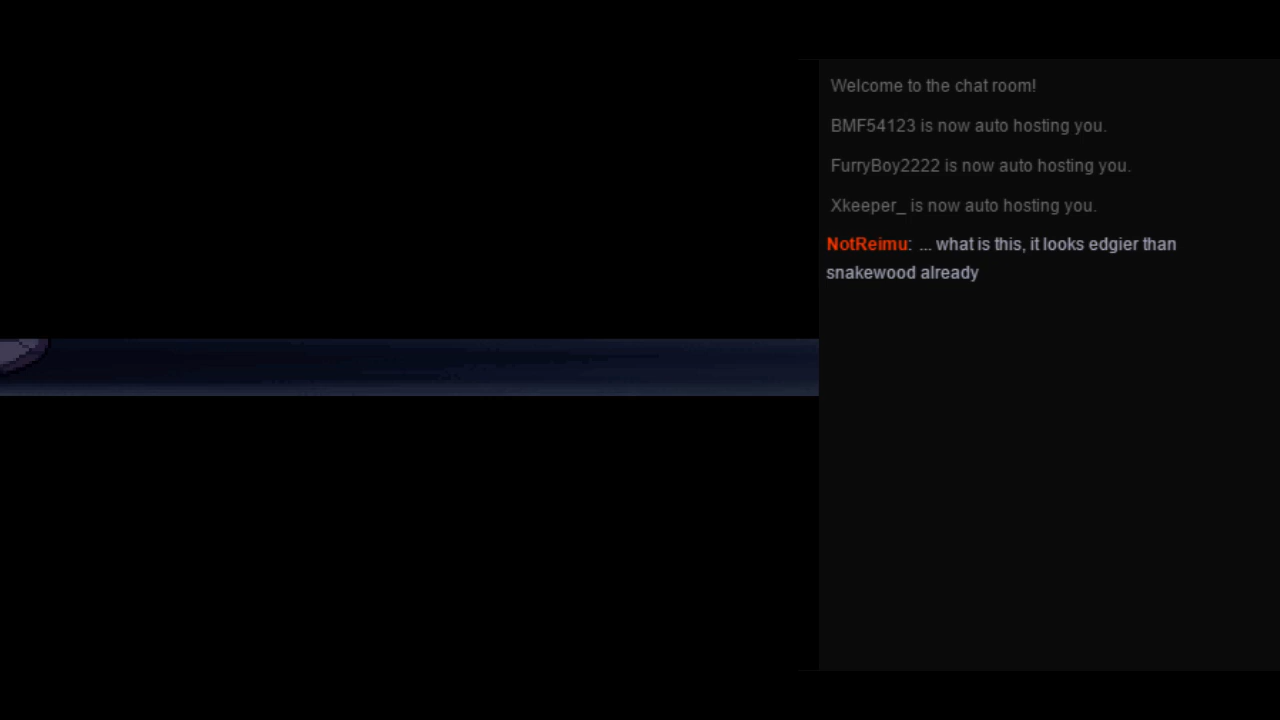 Welcome to the chat room!
BMF54123 is now auto hosting you.
FurryBoy2222 is now auto hosting you.
Xkeeper_ is now auto hosting you.
NotReimu: ... what is this, it looks edgier than
snakewood already